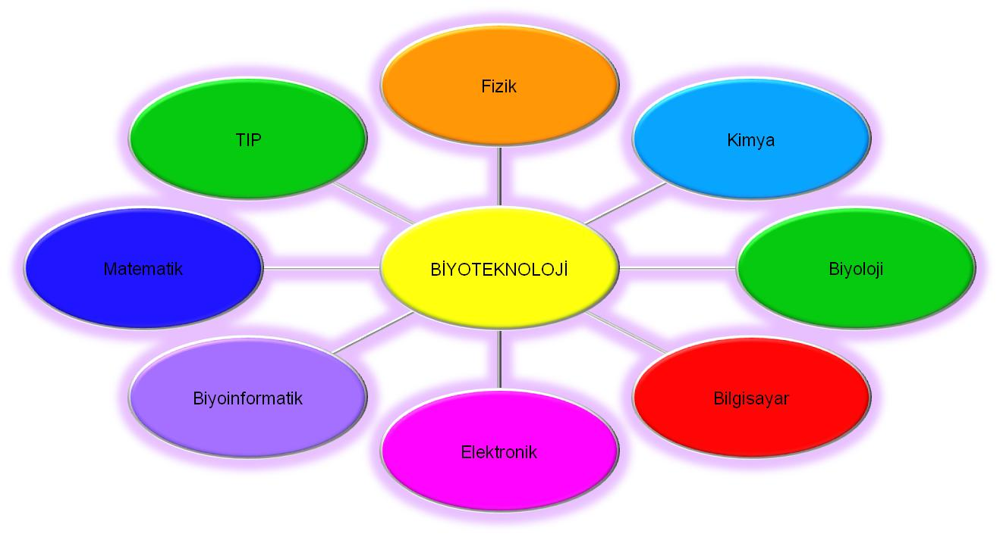 Fizik
TIP
Kimya
Matematik
BİYOTEKNOLOJİ
Biyoloji
Biyoinformatik
Bilgisayar
Elektronik